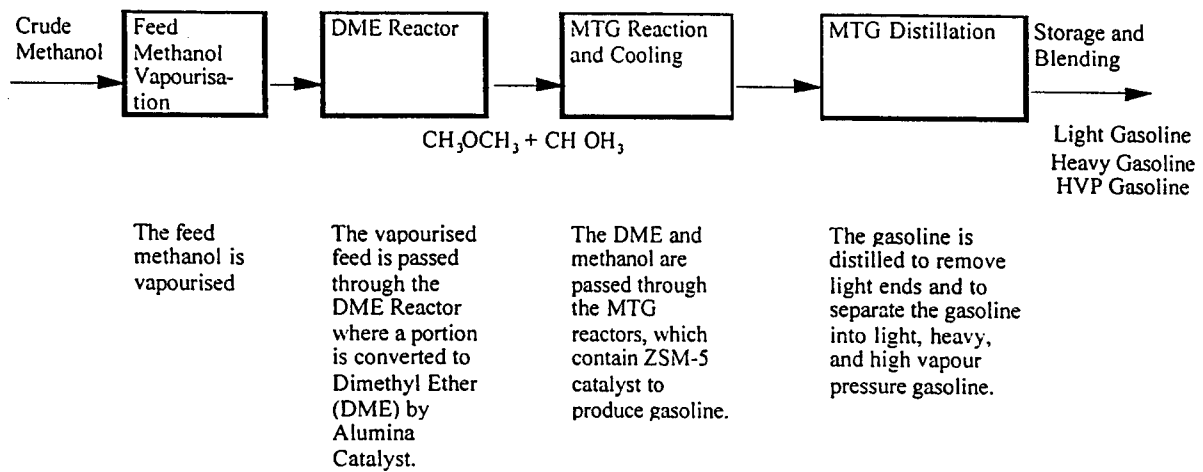 Crude
Methanol
Feed
Methanol
Vapourisa-
tion
DME Reactor
MTG Reaction
and Cooling
MTG Distillation
Storage and
Blending
CH₃OCH₃ + CH OH₃
Light Gasoline
Heavy Gasoline
HVP Gasoline
The feed
methanol is
vapourised
The vapourised
feed is passed
through the
DME Reactor
where a portion
is converted to
Dimethyl Ether
(DME) by
Alumina
Catalyst.
The DME and
methanol are
passed through
the MTG
reactors, which
contain ZSM-5
catalyst to
produce gasoline.
The gasoline is
distilled to remove
light ends and to
separate the gasoline
into light, heavy,
and high vapour
pressure gasoline.